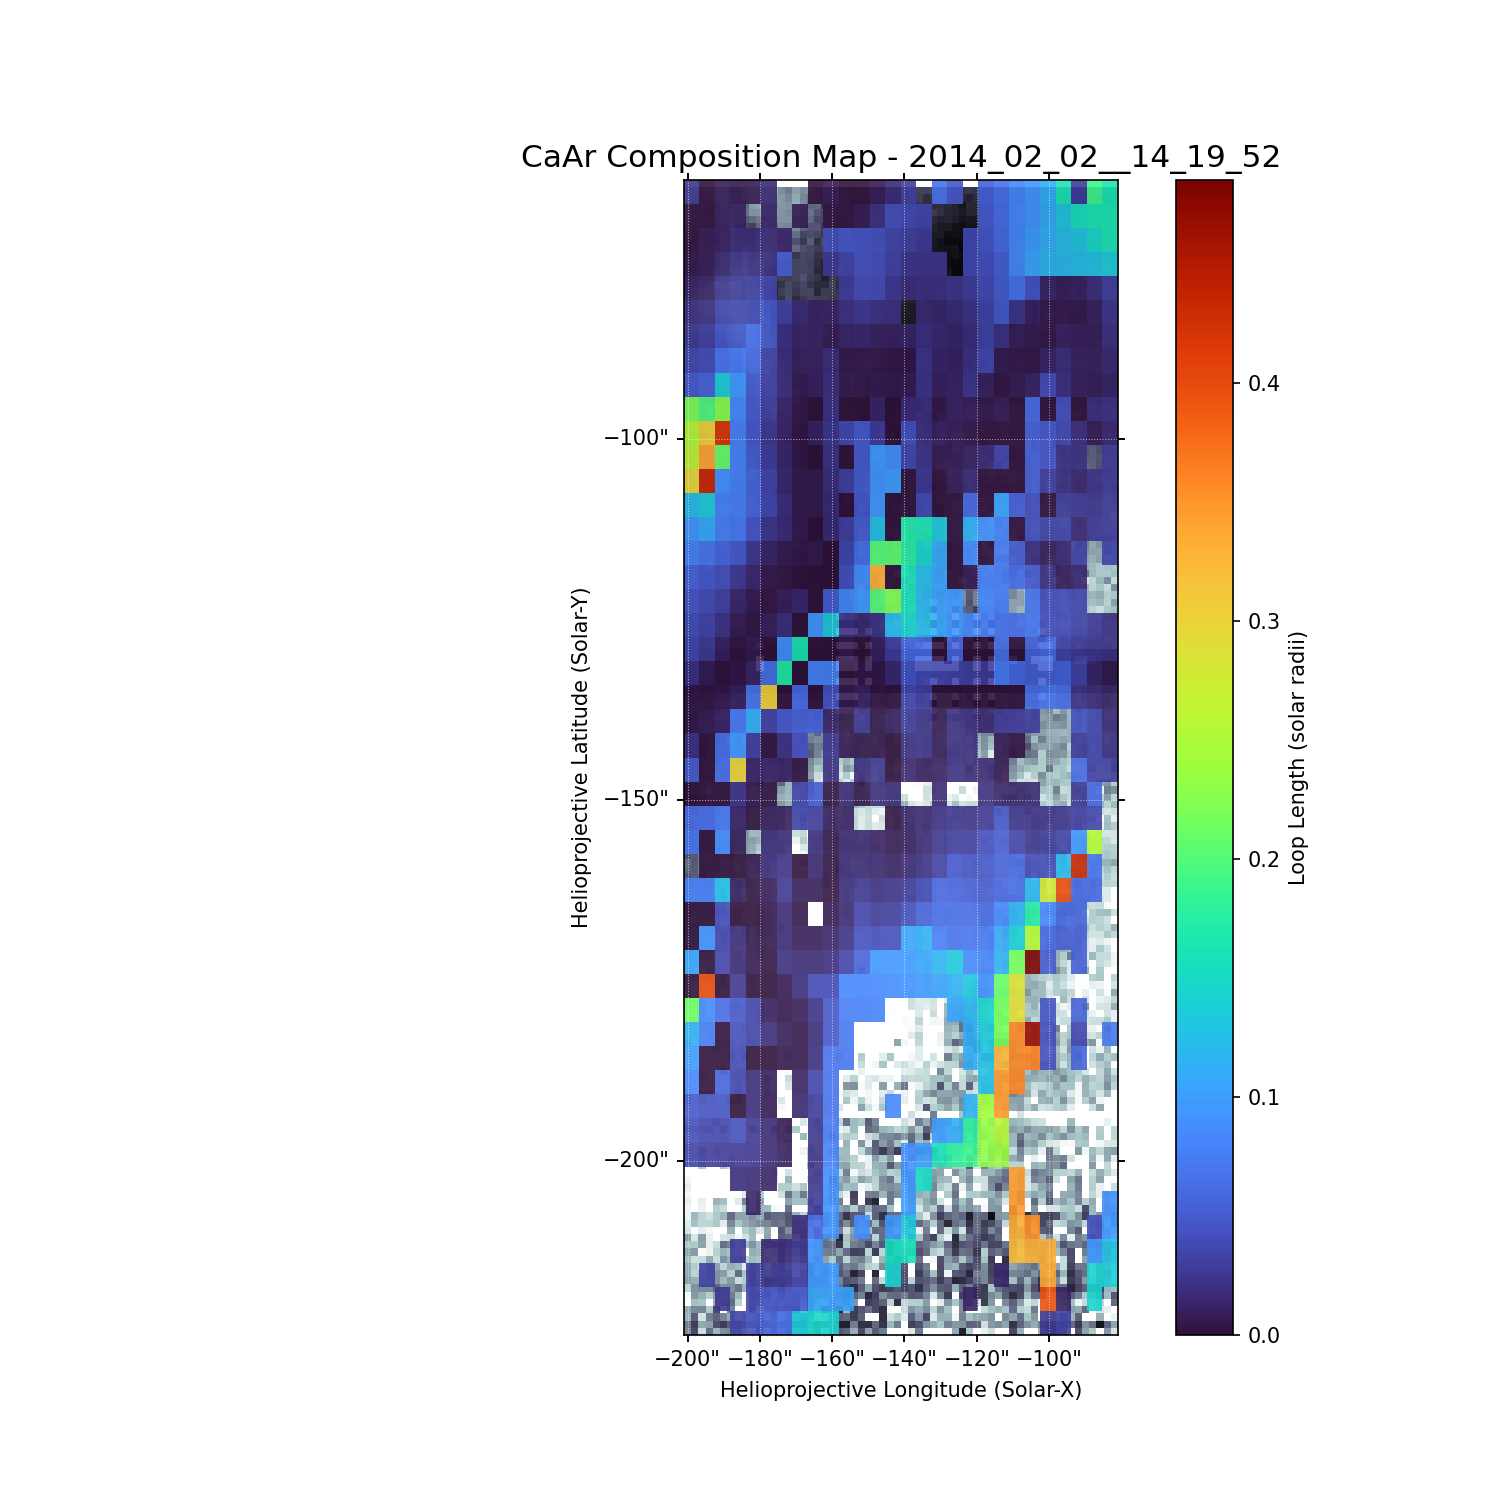 CaAr Composition Map - 2014_02_02__14_19_52
−100"
−150"
−200"
Helioprojective Latitude (Solar-Y)
−200" −180" −160" −140" −120" −100"
Helioprojective Longitude (Solar-X)
0.4
0.3
0.2
0.1
0.0
Loop Length (solar radii)